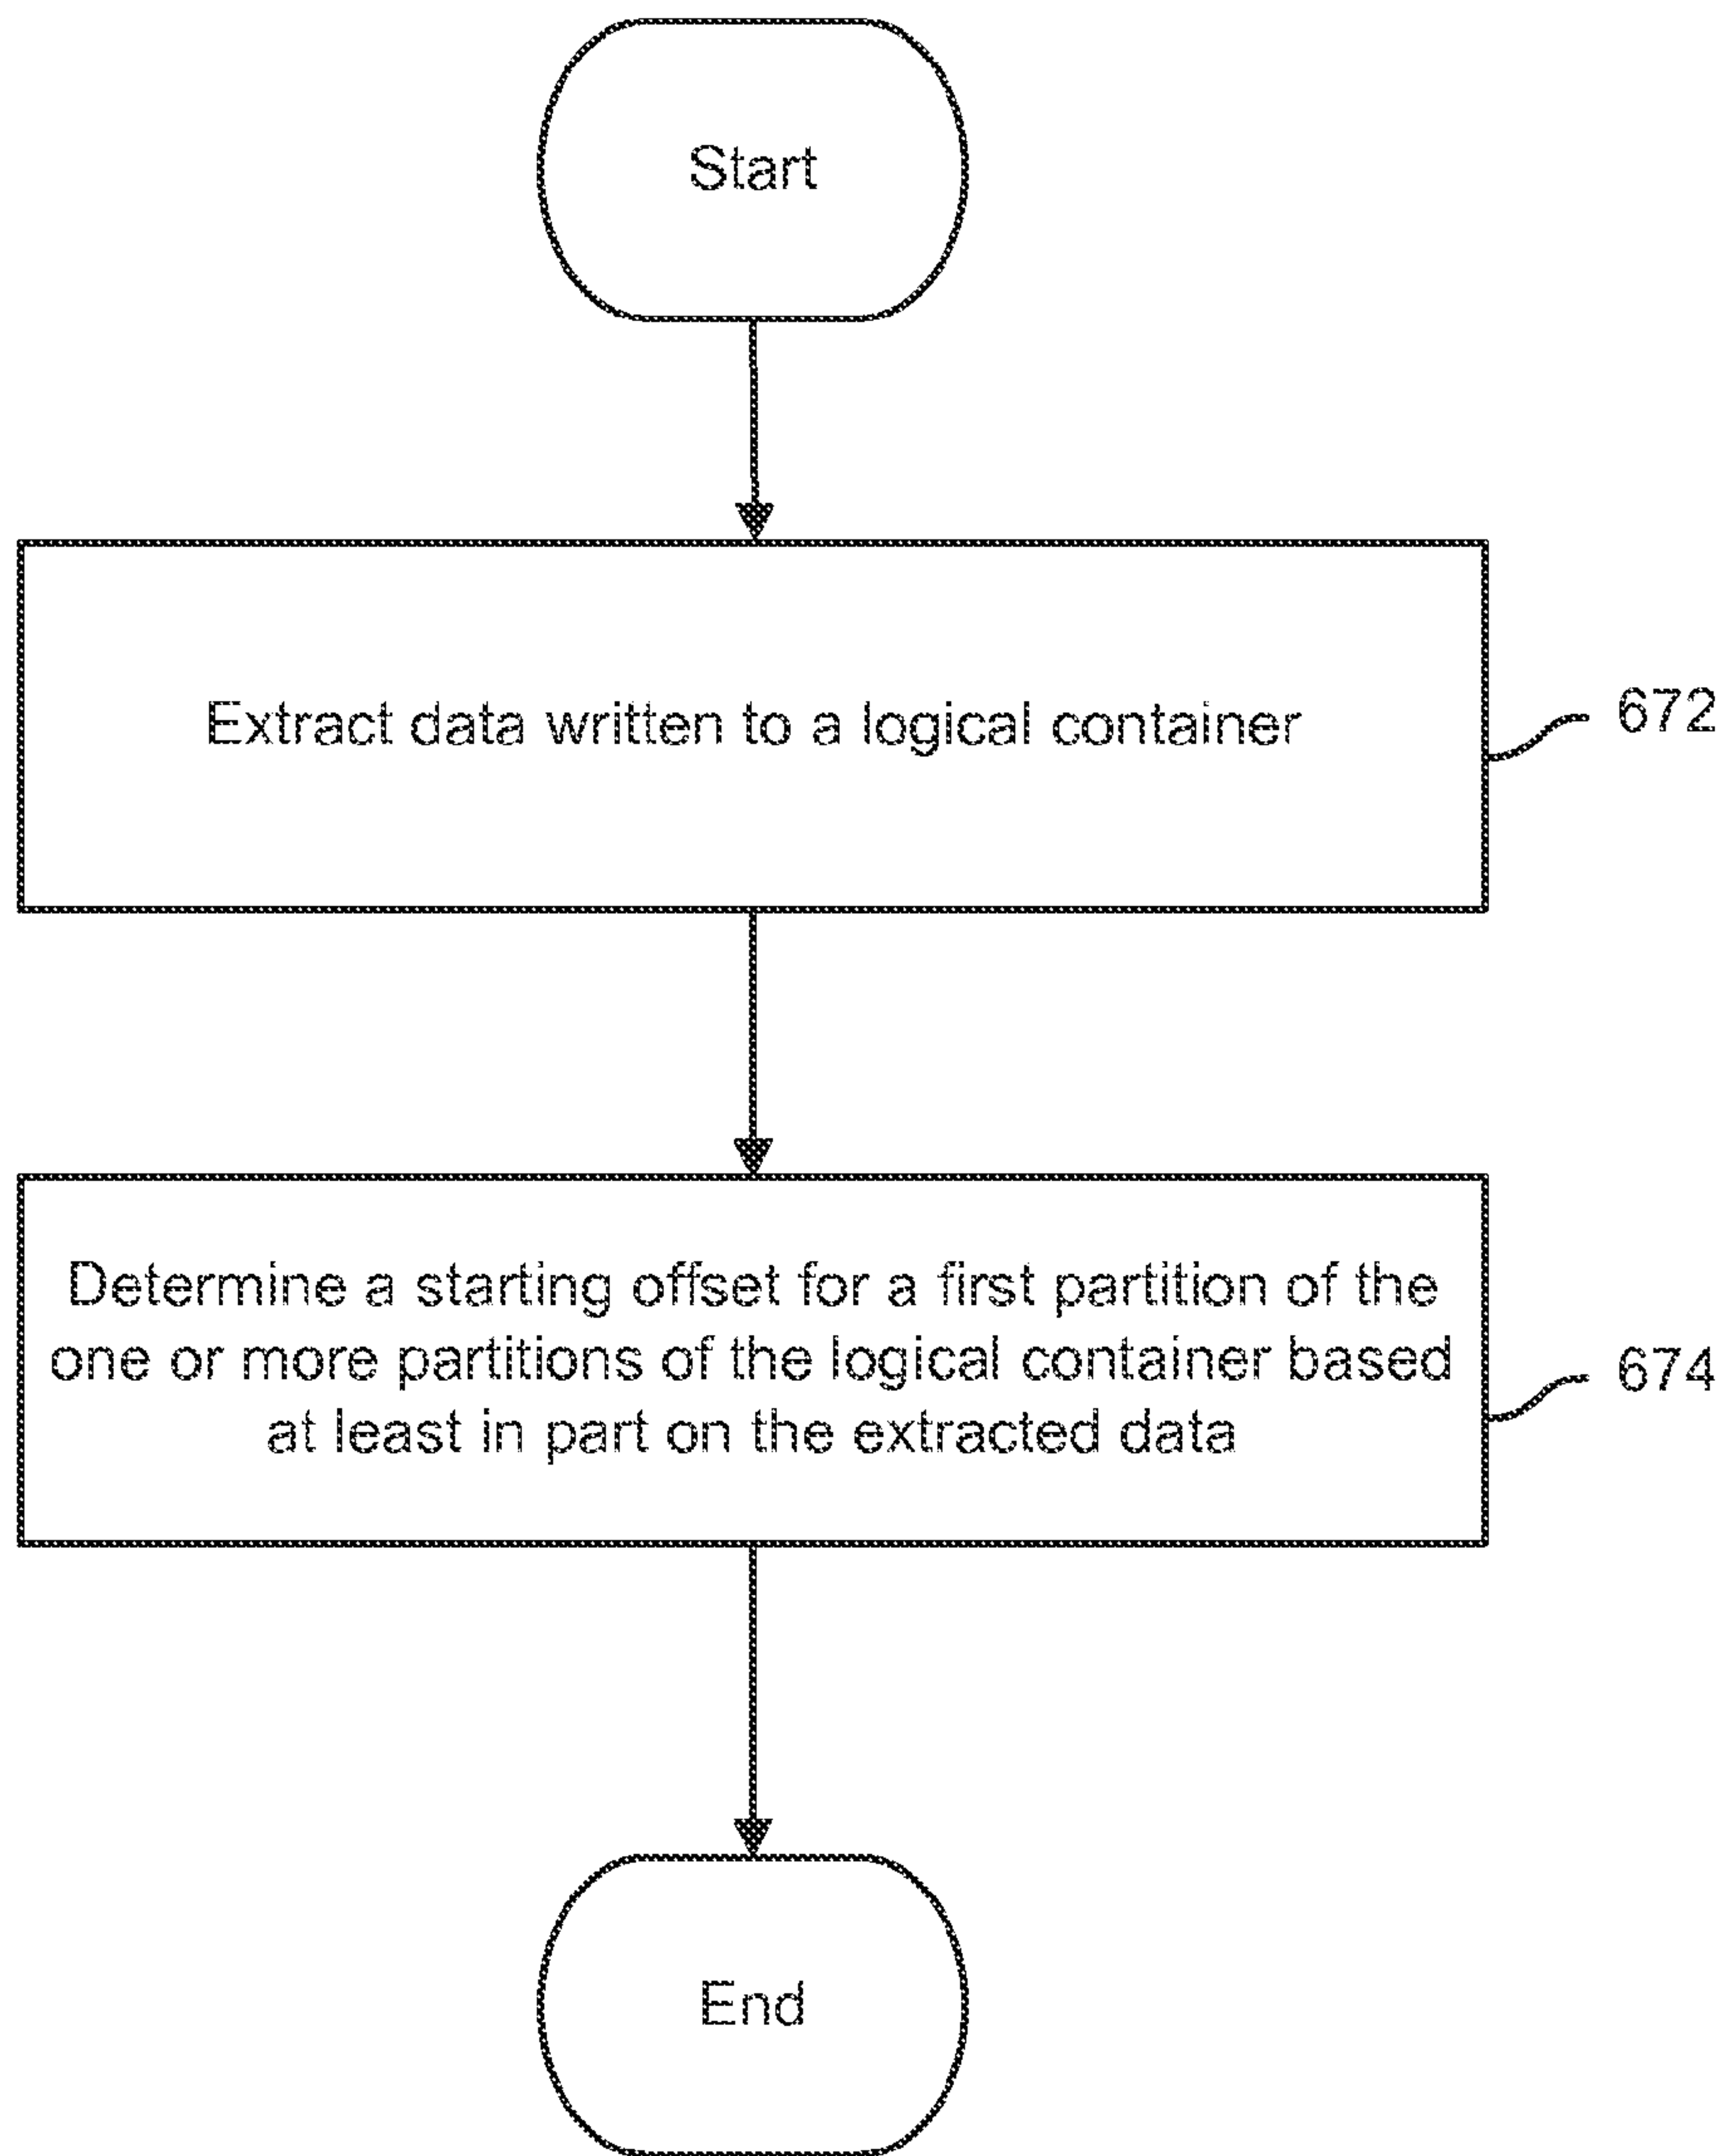 Start
Extract data written to a logical container
672
Determine a starting offset for a first partition of the
one or more partitions of the logical container based
at least in part on the extracted data
674
End